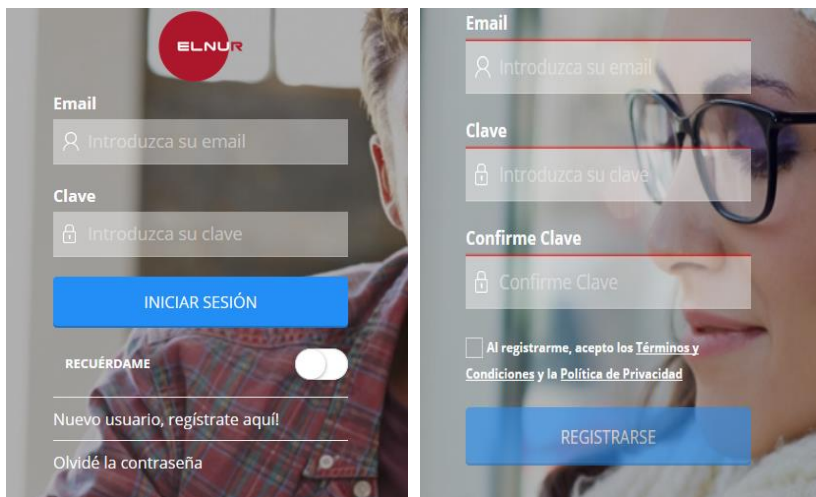 ELNUR
Email
Introduzca su email
Clave
Introduzca su clave
INICIAR SESIÓN
RECUÉRDAME
Nuevo usuario, regístrate aquí!
Olvidé la contraseña
Email
Introduzca su email
Clave
Introduzca su clave
Confirme Clave
Confirme Clave
Al registrarme, acepto los Términos y
Condiciones y la Política de Privacidad
REGISTRARSE